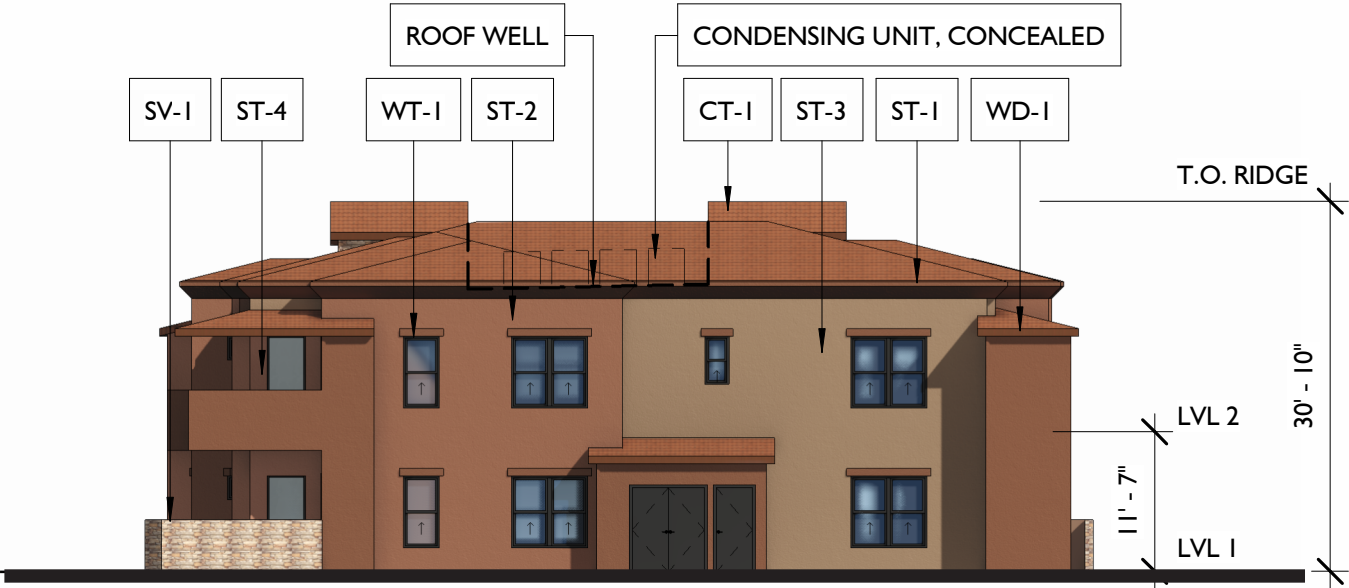 ROOF WELL
CONDENSING UNIT, CONCEALED
SV-1
ST-4
WT-1
ST-2
CT-1
ST-3
ST-1
WD-1
T.O. RIDGE
30' - 10"
LVL 2
11' - 7"
LVL 1